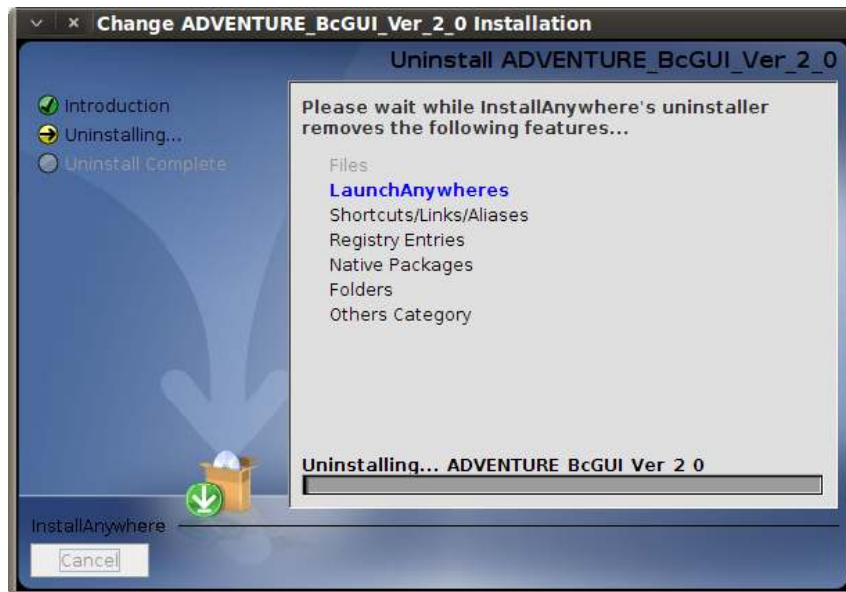 Change ADVENTURE_BcGUI_Ver_2_0 Installation
Uninstall ADVENTURE_BcGUI_Ver_2_0
Introduction
Uninstalling...
Uninstall Complete
Please wait while InstallAnywhere's uninstaller
removes the following features...
Files
LaunchAnywheres
Shortcuts/Links/Aliases
Registry Entries
Native Packages
Folders
Others Category
Uninstalling... ADVENTURE BcGUI Ver 2 0
InstallAnywhere
Cancel